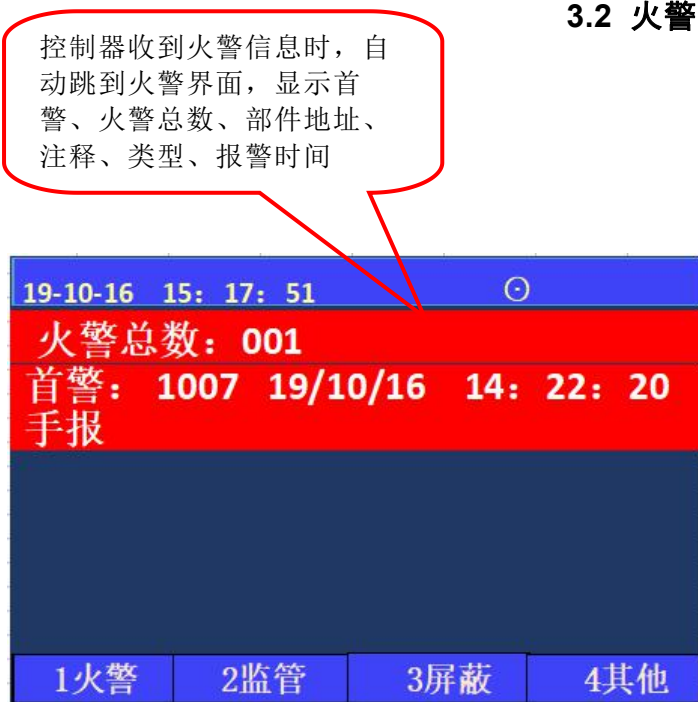 3.2 火警
控制器收到火警信息时，自
动跳到火警界面，显示首
警、火警总数、部件地址、
注释、类型、报警时间
19-10-16 15：17：51 ⊙
火警总数：001
首警： 1007 19/10/16 14：22：20
手报
1火警 2监管 3屏蔽 4其他